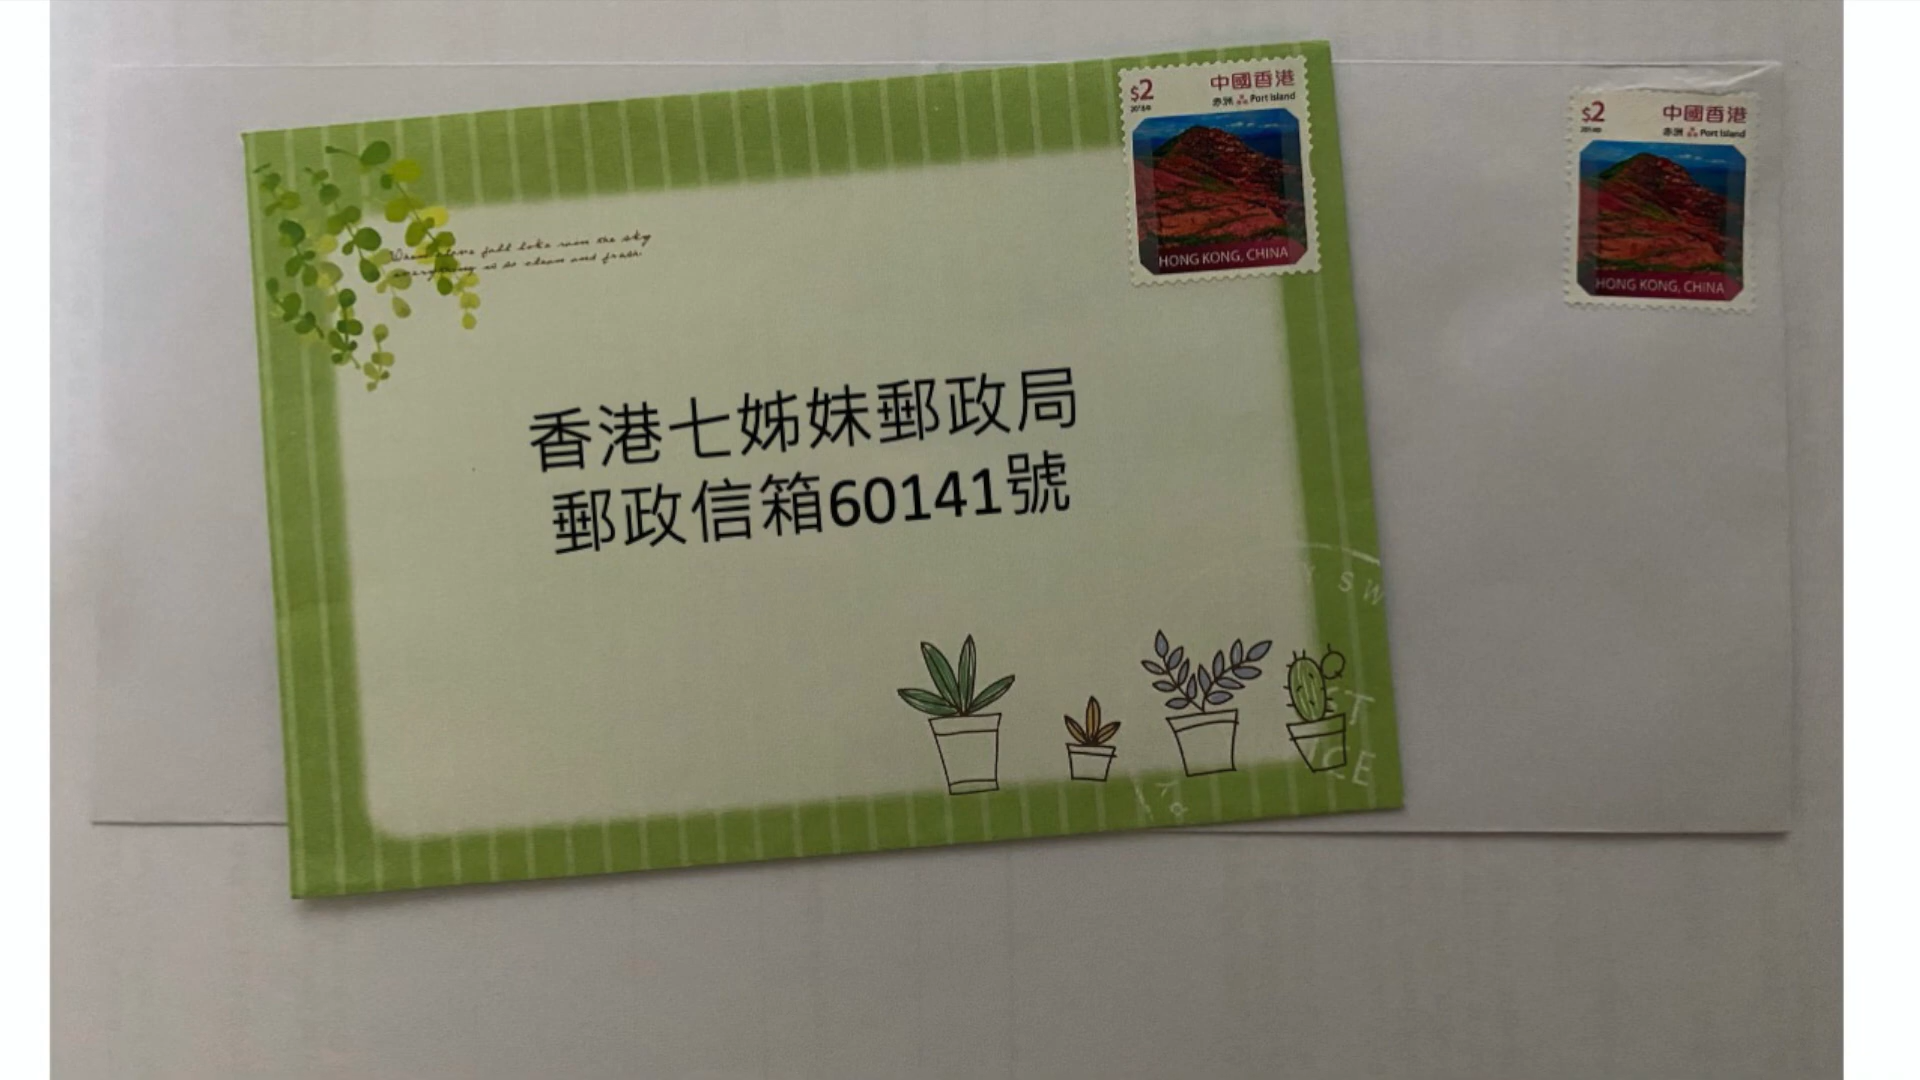 $2 中國香港
赤洲 Port Island
HONG KONG, CHINA
$2 中國香港
赤洲 Port Island
HONG KONG, CHINA
香港七姊妹郵政局
郵政信箱60141號